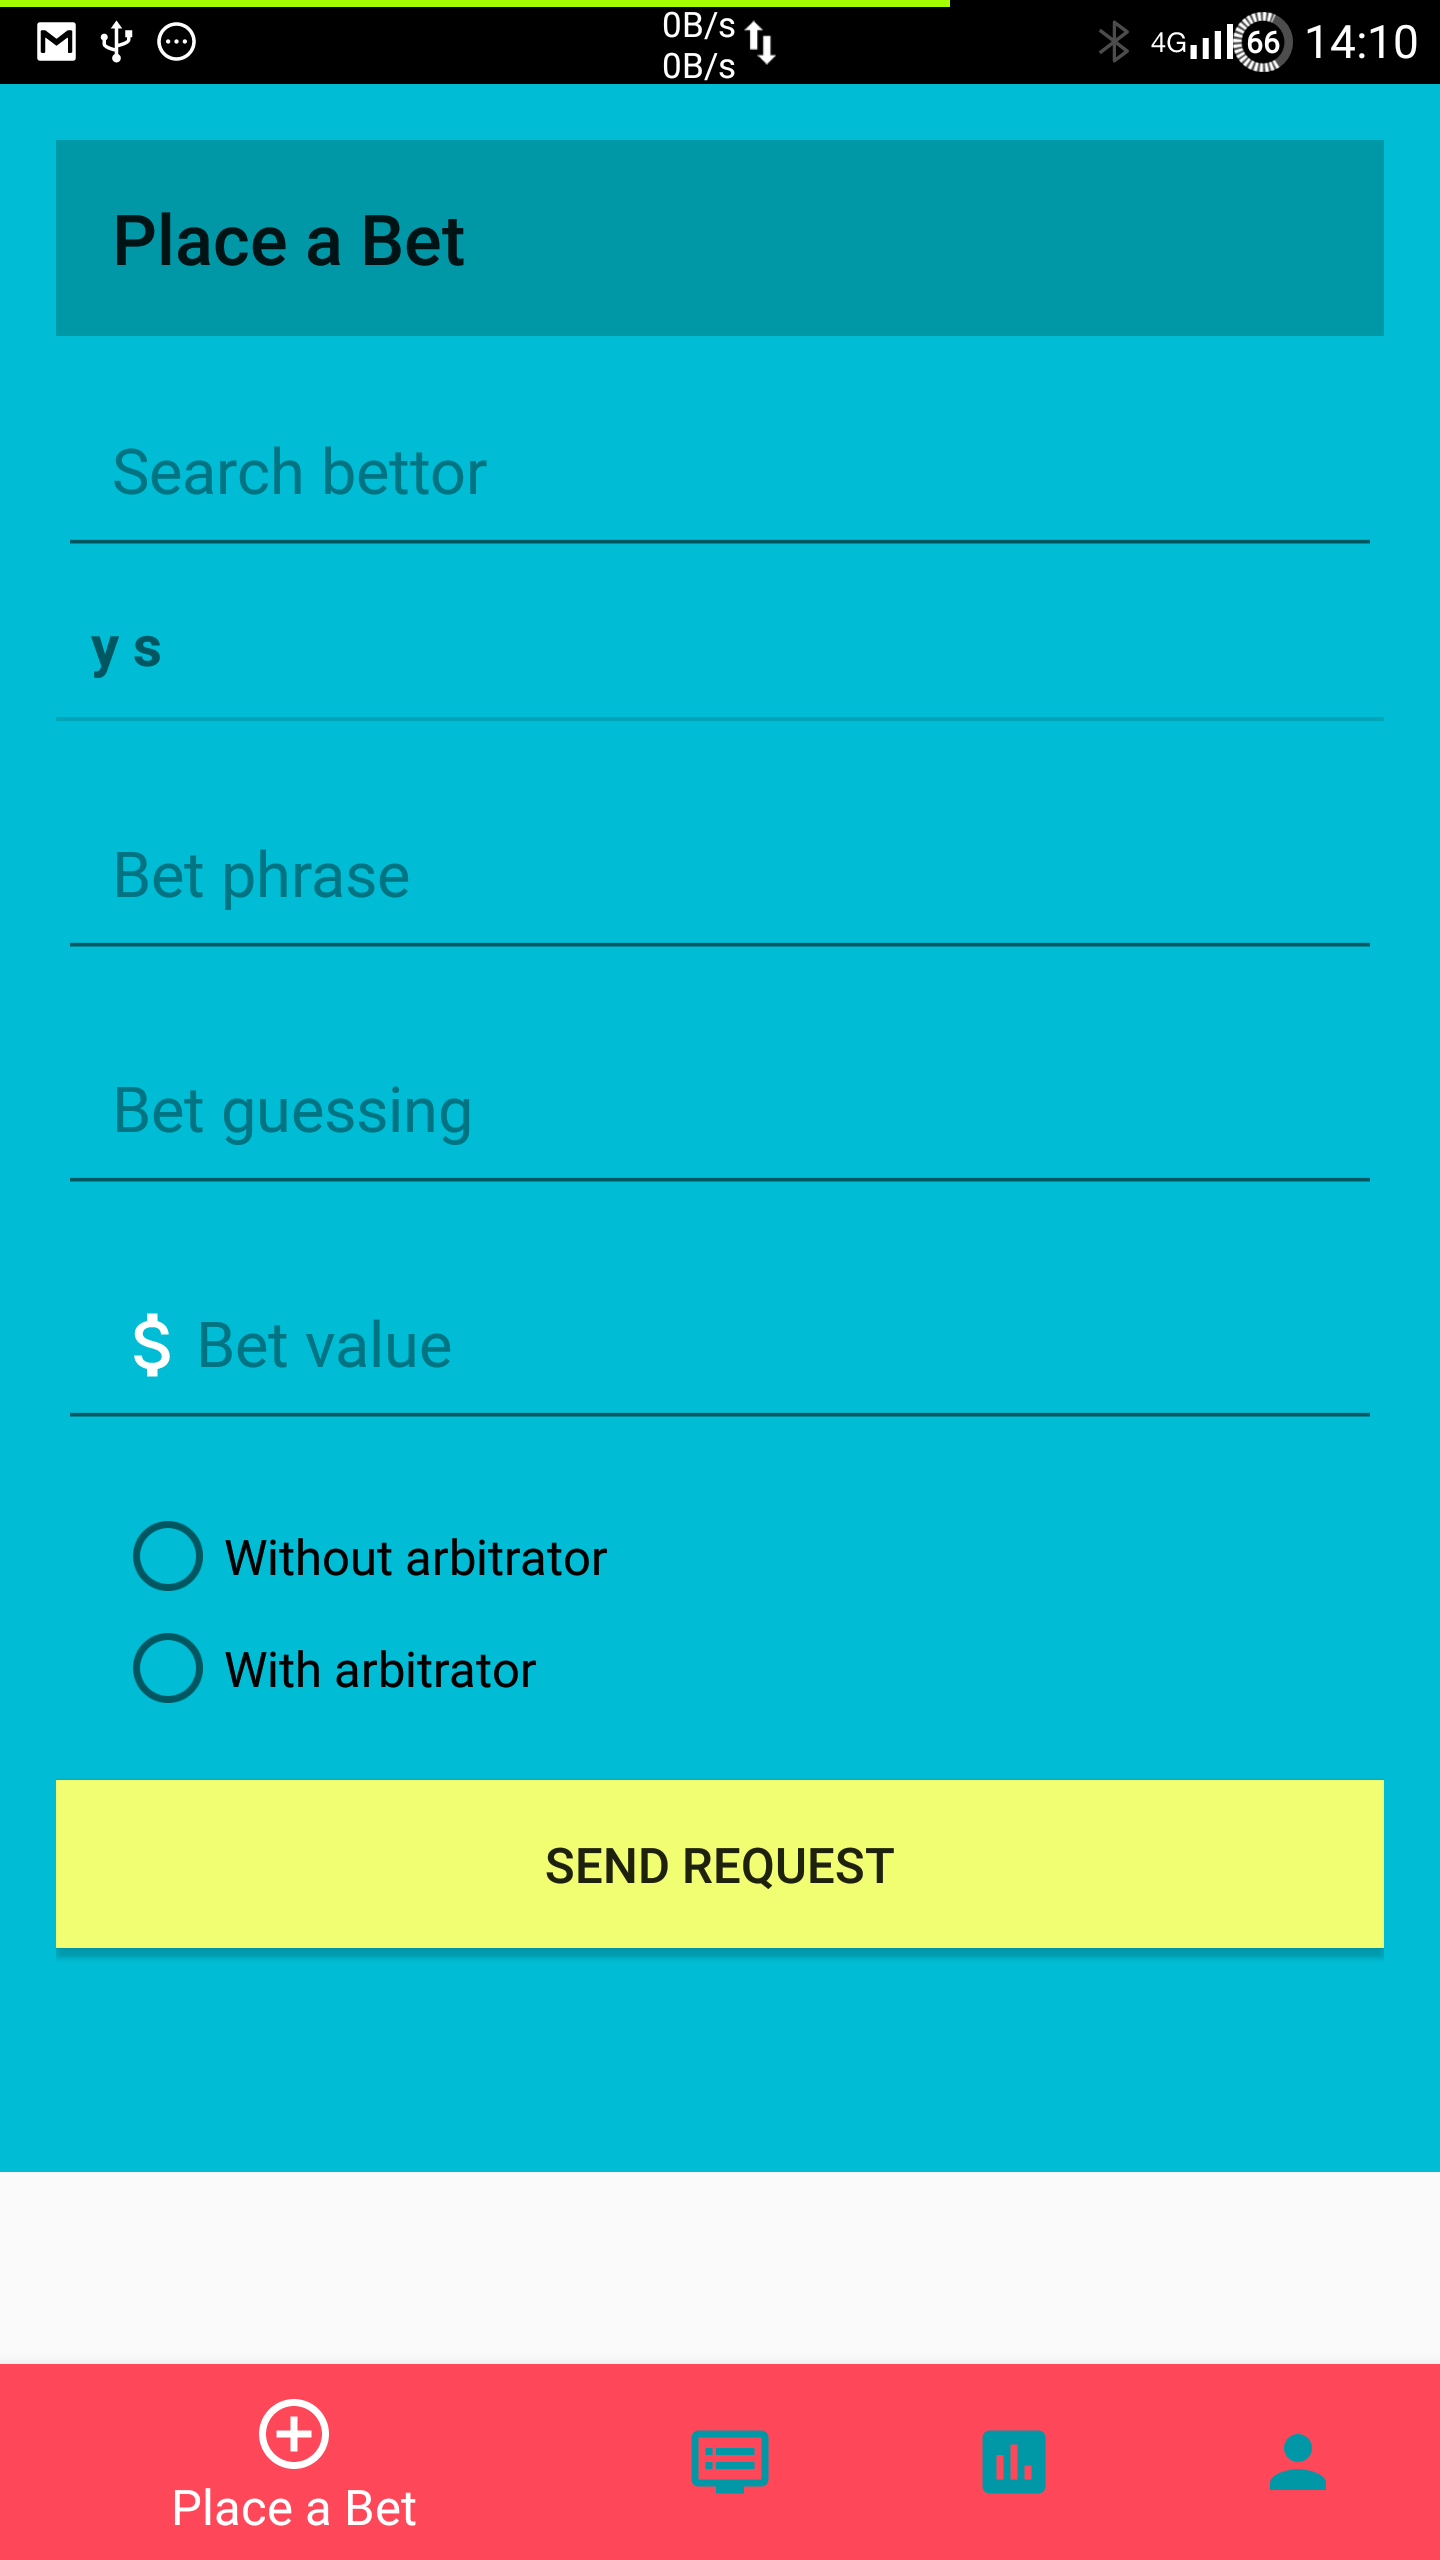 0B/s
0B/s
4G 66 14:10
Place a Bet
Search bettor
y s
Bet phrase
Bet guessing
$ Bet value
Without arbitrator
With arbitrator
SEND REQUEST
Place a Bet